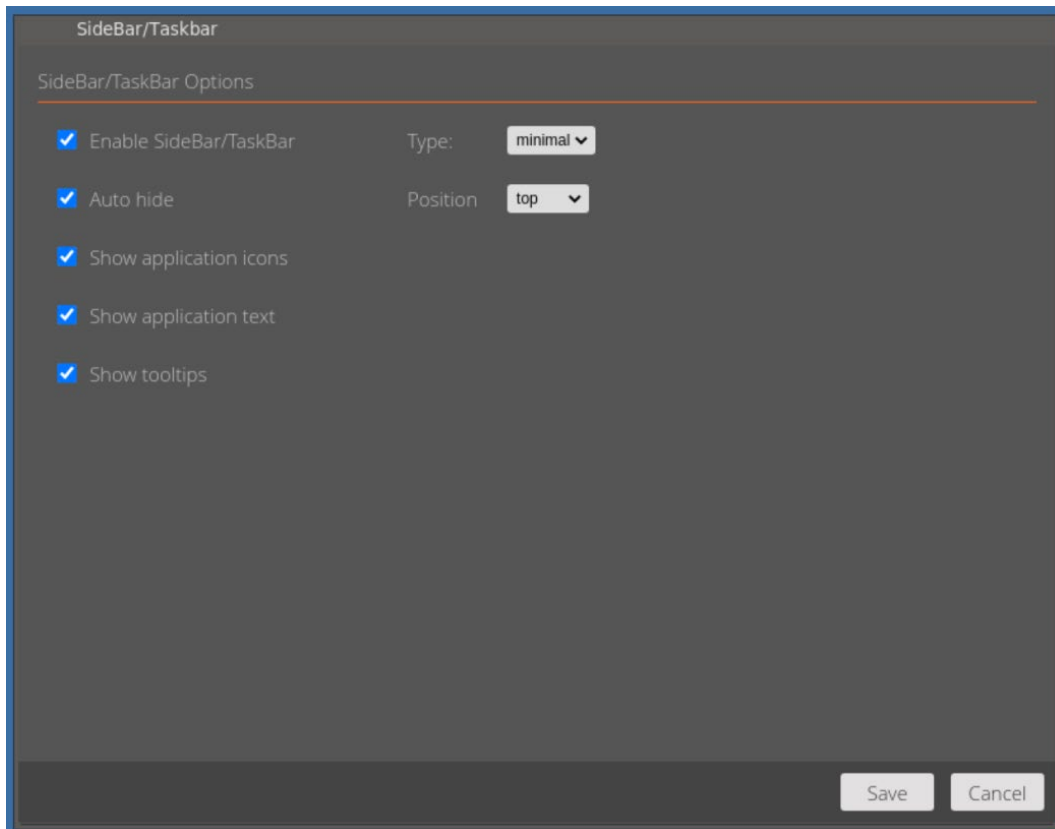 SideBar/Taskbar
SideBar/TaskBar Options
Enable SideBar/TaskBar Type: minimal
Auto hide Position top
Show application icons
Show application text
Show tooltips
Save Cancel